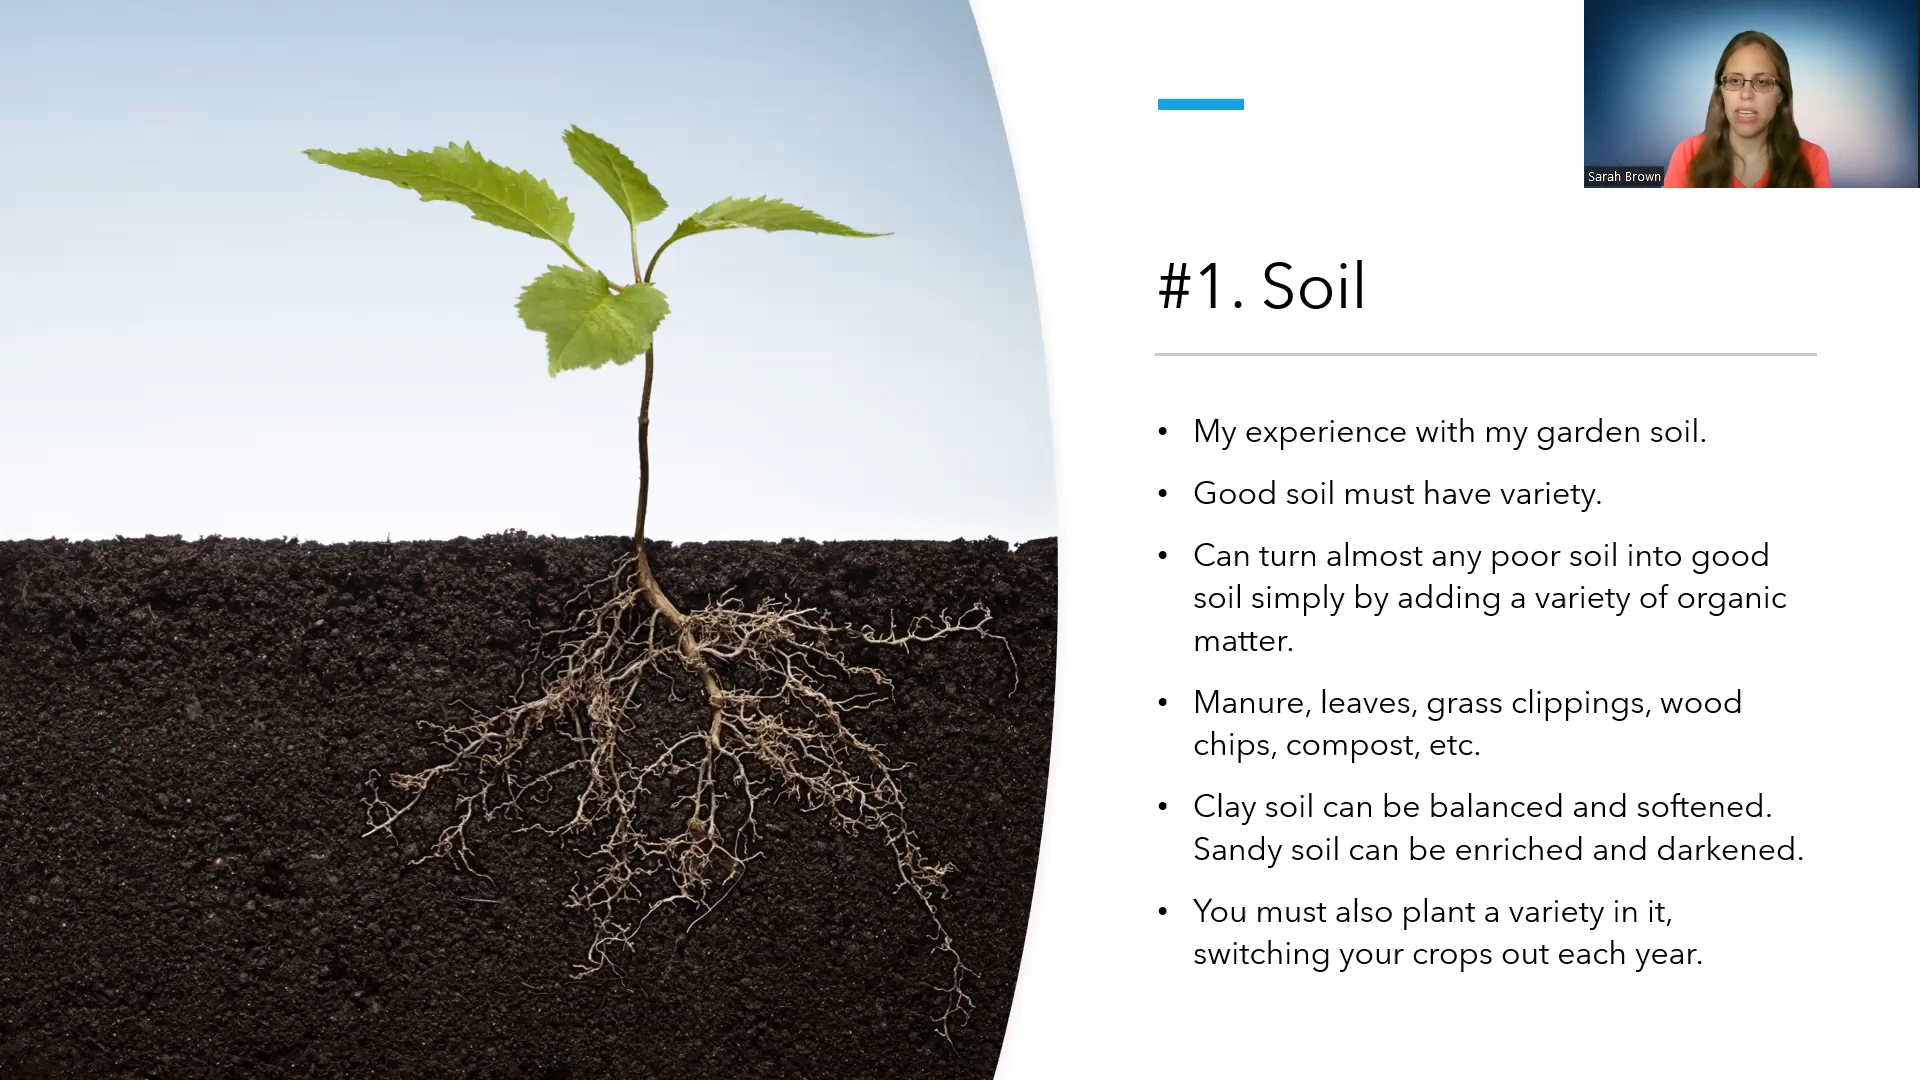 Sarah Brown
#1. Soil
• My experience with my garden soil.
• Good soil must have variety.
• Can turn almost any poor soil into good
soil simply by adding a variety of organic
matter.
• Manure, leaves, grass clippings, wood
chips, compost, etc.
• Clay soil can be balanced and softened.
Sandy soil can be enriched and darkened.
• You must also plant a variety in it,
switching your crops out each year.